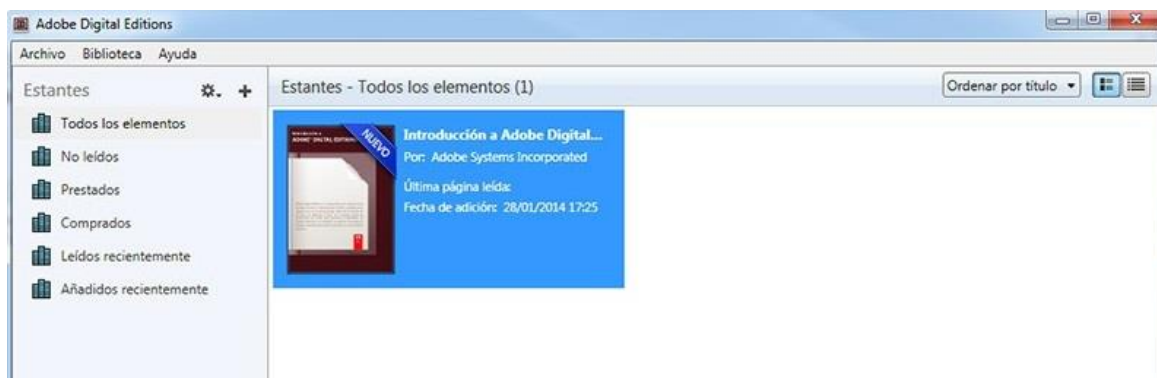 Adobe Digital Editions
Archivo Biblioteca Ayuda
Estantes
Estantes - Todos los elementos (1)
Ordenar por título
Todos los elementos
No leídos
Prestados
Comprados
Leídos recientemente
Añadidos recientemente
NUEVO
Introducción a Adobe Digital...
Por: Adobe Systems Incorporated
Última página leída:
Fecha de adición: 28/01/2014 17:25